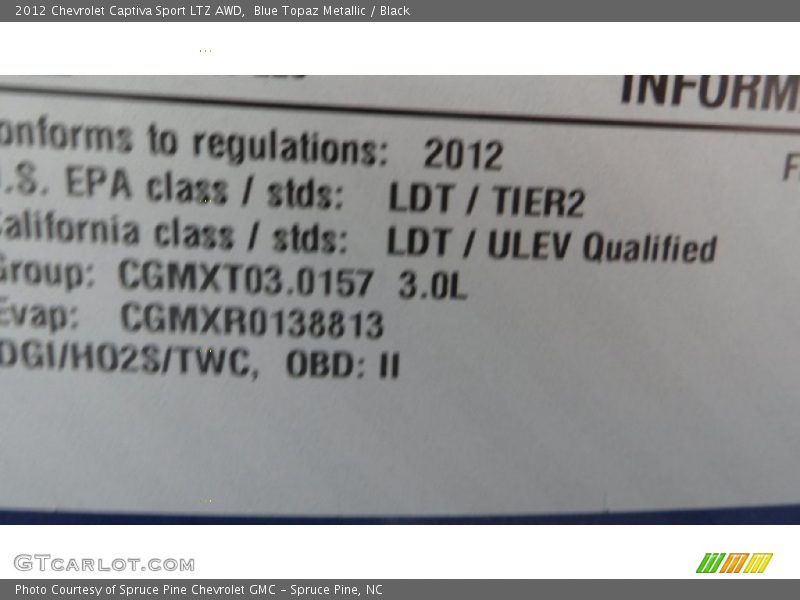 2012 Chevrolet Captiva Sport LTZ AWD,  Blue Topaz Metallic / Black
INFORM
onforms to regulations: 2012
.S. EPA class / stds: LDT / TIER2
alifornia class / stds: LDT / ULEV Qualified
Group: CGMXT03.0157 3.0L
Evap: CGMXR0138813
DGI/HO2S/TWC, OBD: II
GTCARLOT.COM
Photo Courtesy of Spruce Pine Chevrolet GMC - Spruce Pine, NC